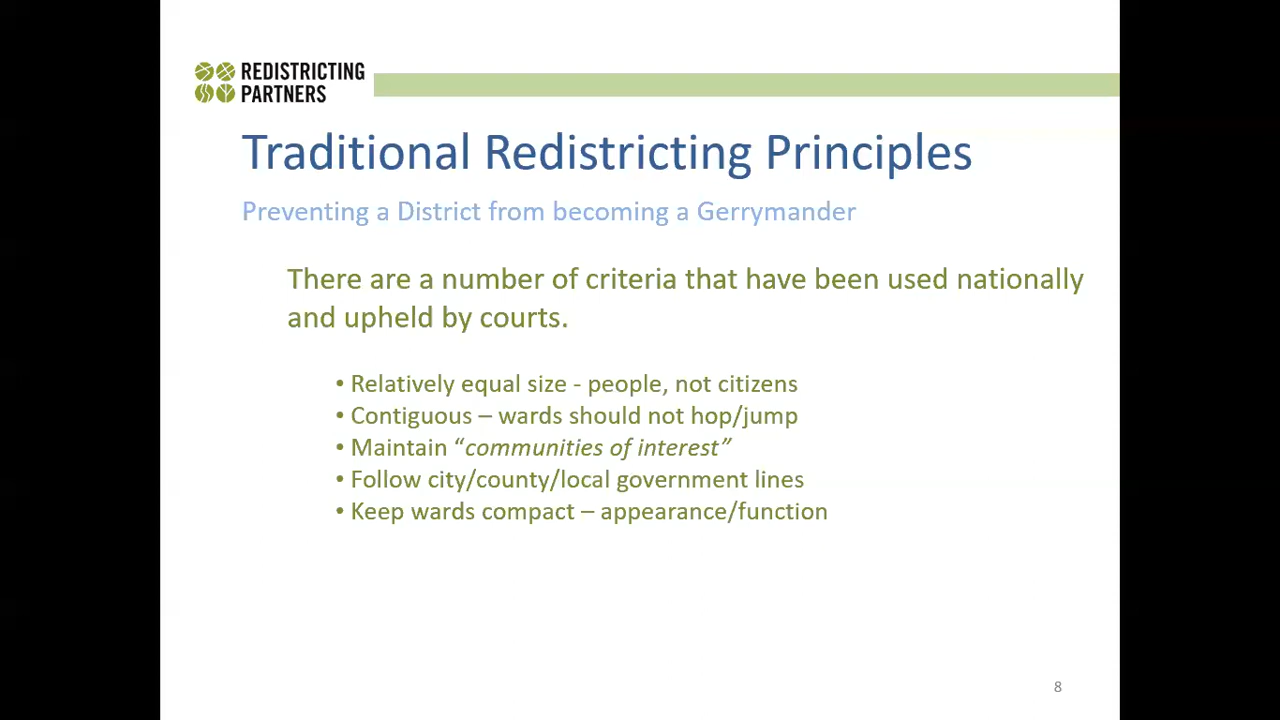 REDISTRICTING
PARTNERS
Traditional Redistricting Principles
Preventing a District from becoming a Gerrymander
There are a number of criteria that have been used nationally
and upheld by courts.
• Relatively equal size - people, not citizens
• Contiguous – wards should not hop/jump
• Maintain “communities of interest”
• Follow city/county/local government lines
• Keep wards compact – appearance/function
8